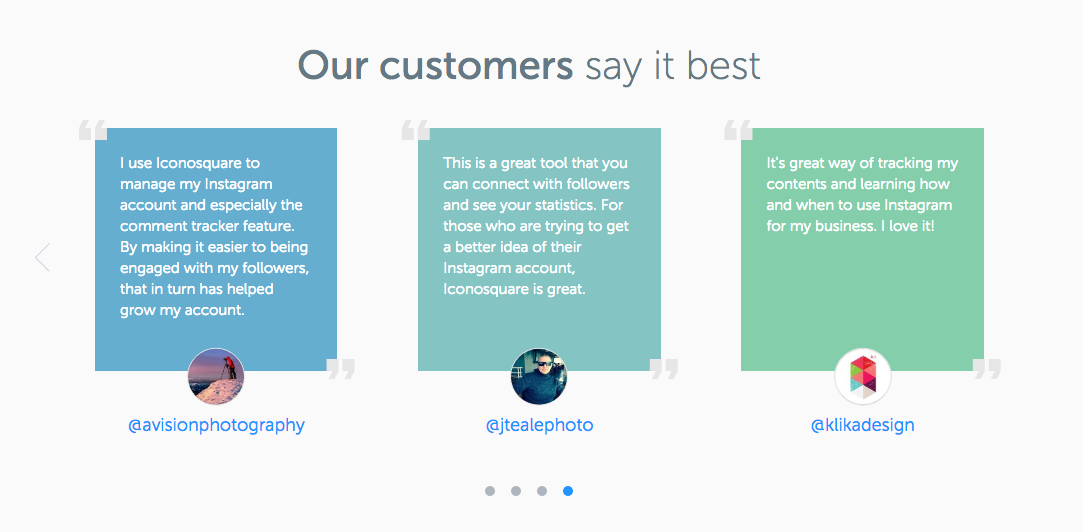 Our customers say it best
I use Iconosquare to
manage my Instagram
account and especially the
comment tracker feature.
By making it easier to being
engaged with my followers,
that in turn has helped
grow my account.
@avisionphotography
This is a great tool that you
can connect with followers
and see your statistics. For
those who are trying to get
a better idea of their
Instagram account,
Iconosquare is great.
@jtealephoto
It's great way of tracking my
contents and learning how
and when to use Instagram
for my business. I love it!
@klikadesign